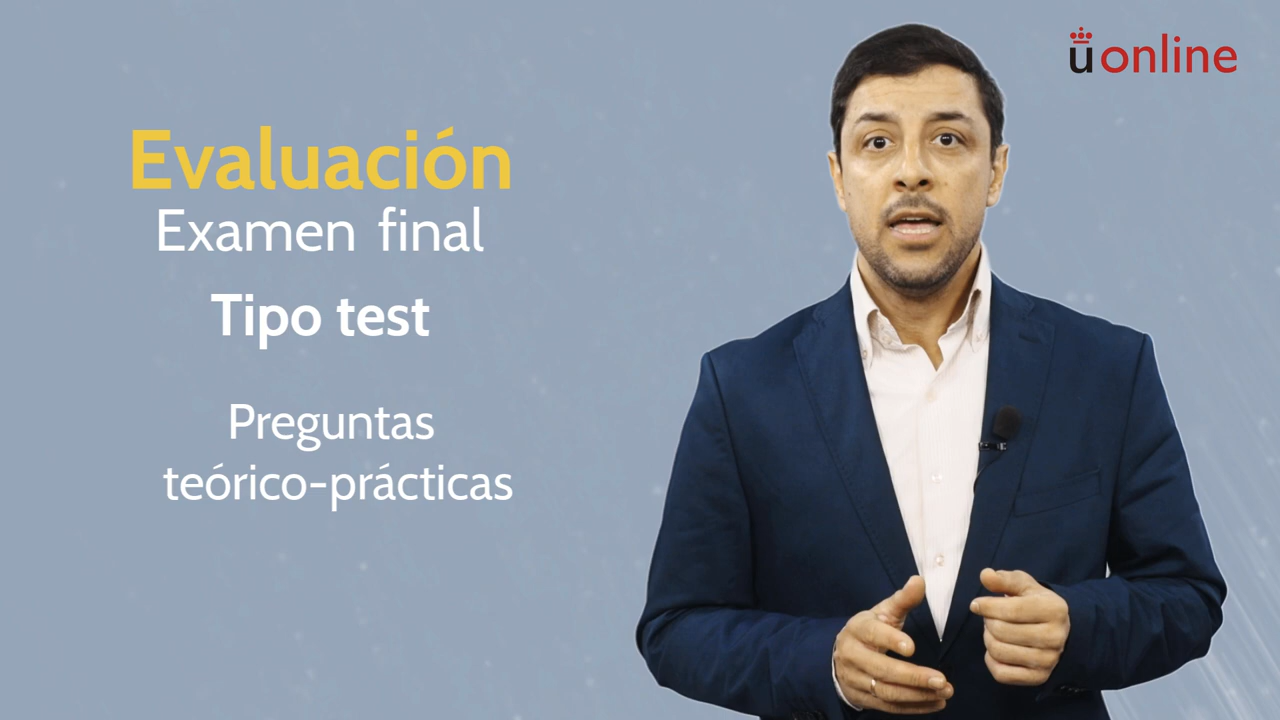 Evaluación
Examen final
Tipo test
Preguntas
teórico-prácticas
uonline